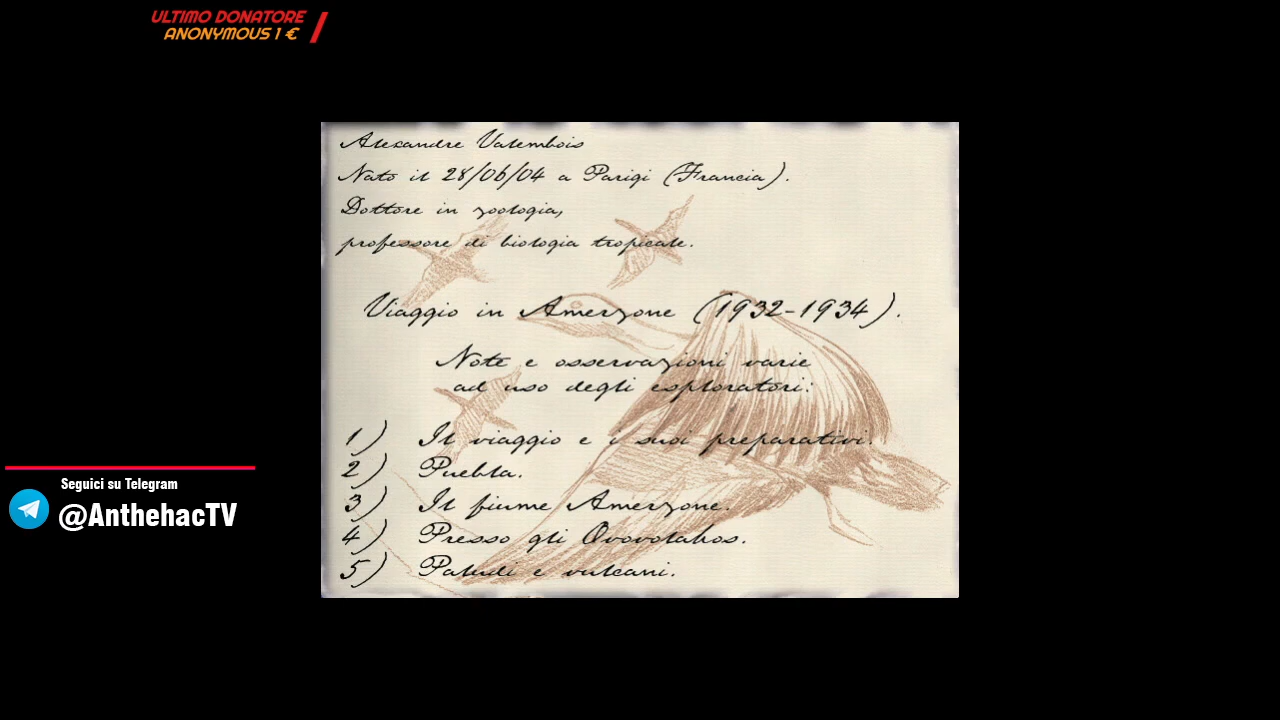 ULTIMO DONATORE
ANONYMOUS 1 €
Alexandre Valembois
Nato il 28/06/04 a Parigi (Francia).
Dottore in zoologia,
professore di biologia tropicale.
Viaggio in Amerzone (1932-1934).
Note e osservazioni varie
ad uso degli esploratori:
1) Il viaggio e i suoi preparativi.
2) Puebla.
3) Il fiume Amerzone.
4) Presso gli Ovovolahos.
5) Paludi e vulcani.
Seguici su Telegram
@AnthehacTV